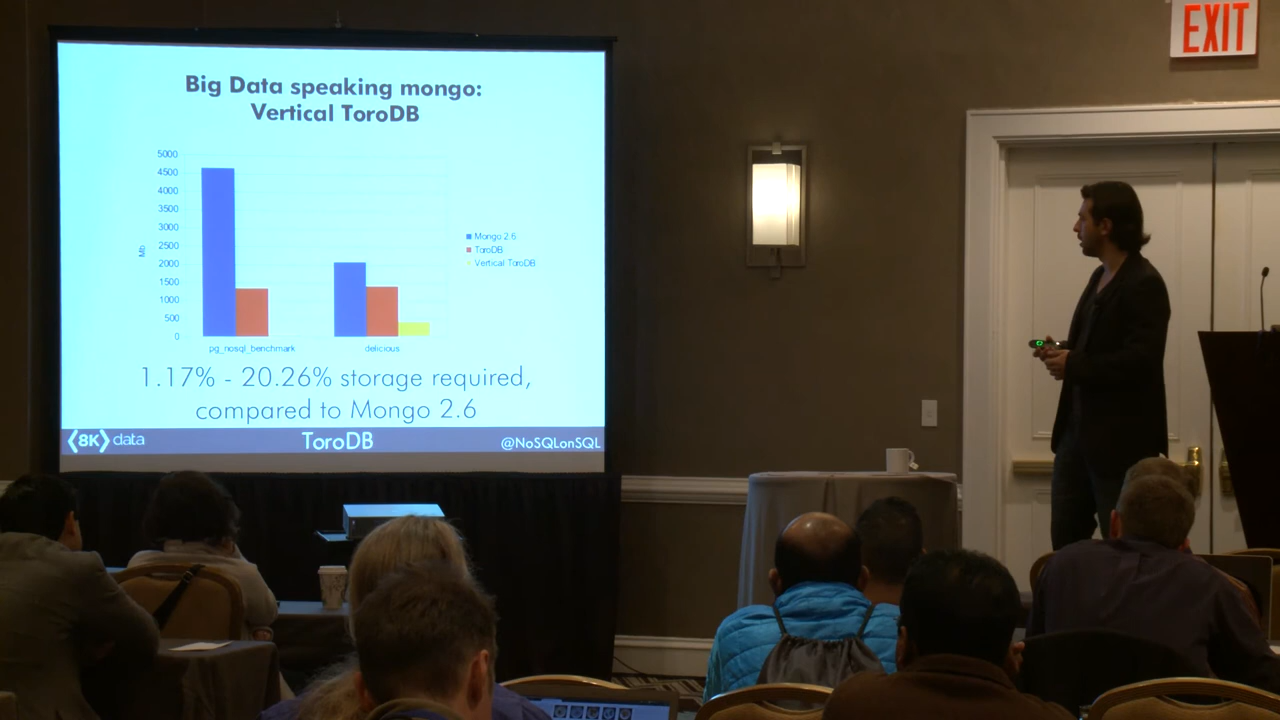 EXIT
Big Data speaking mongo:
Vertical ToroDB
5000
4500
4000
3500
3000
2500
2000
1500
1000
500
0
Mb
Mongo 2.6
ToroDB
Vertical ToroDB
pg_nosql_benchmark
delicious
1.17% - 20.26% storage required,
compared to Mongo 2.6
⟨8K⟩ data
ToroDB
@NoSQLonSQL